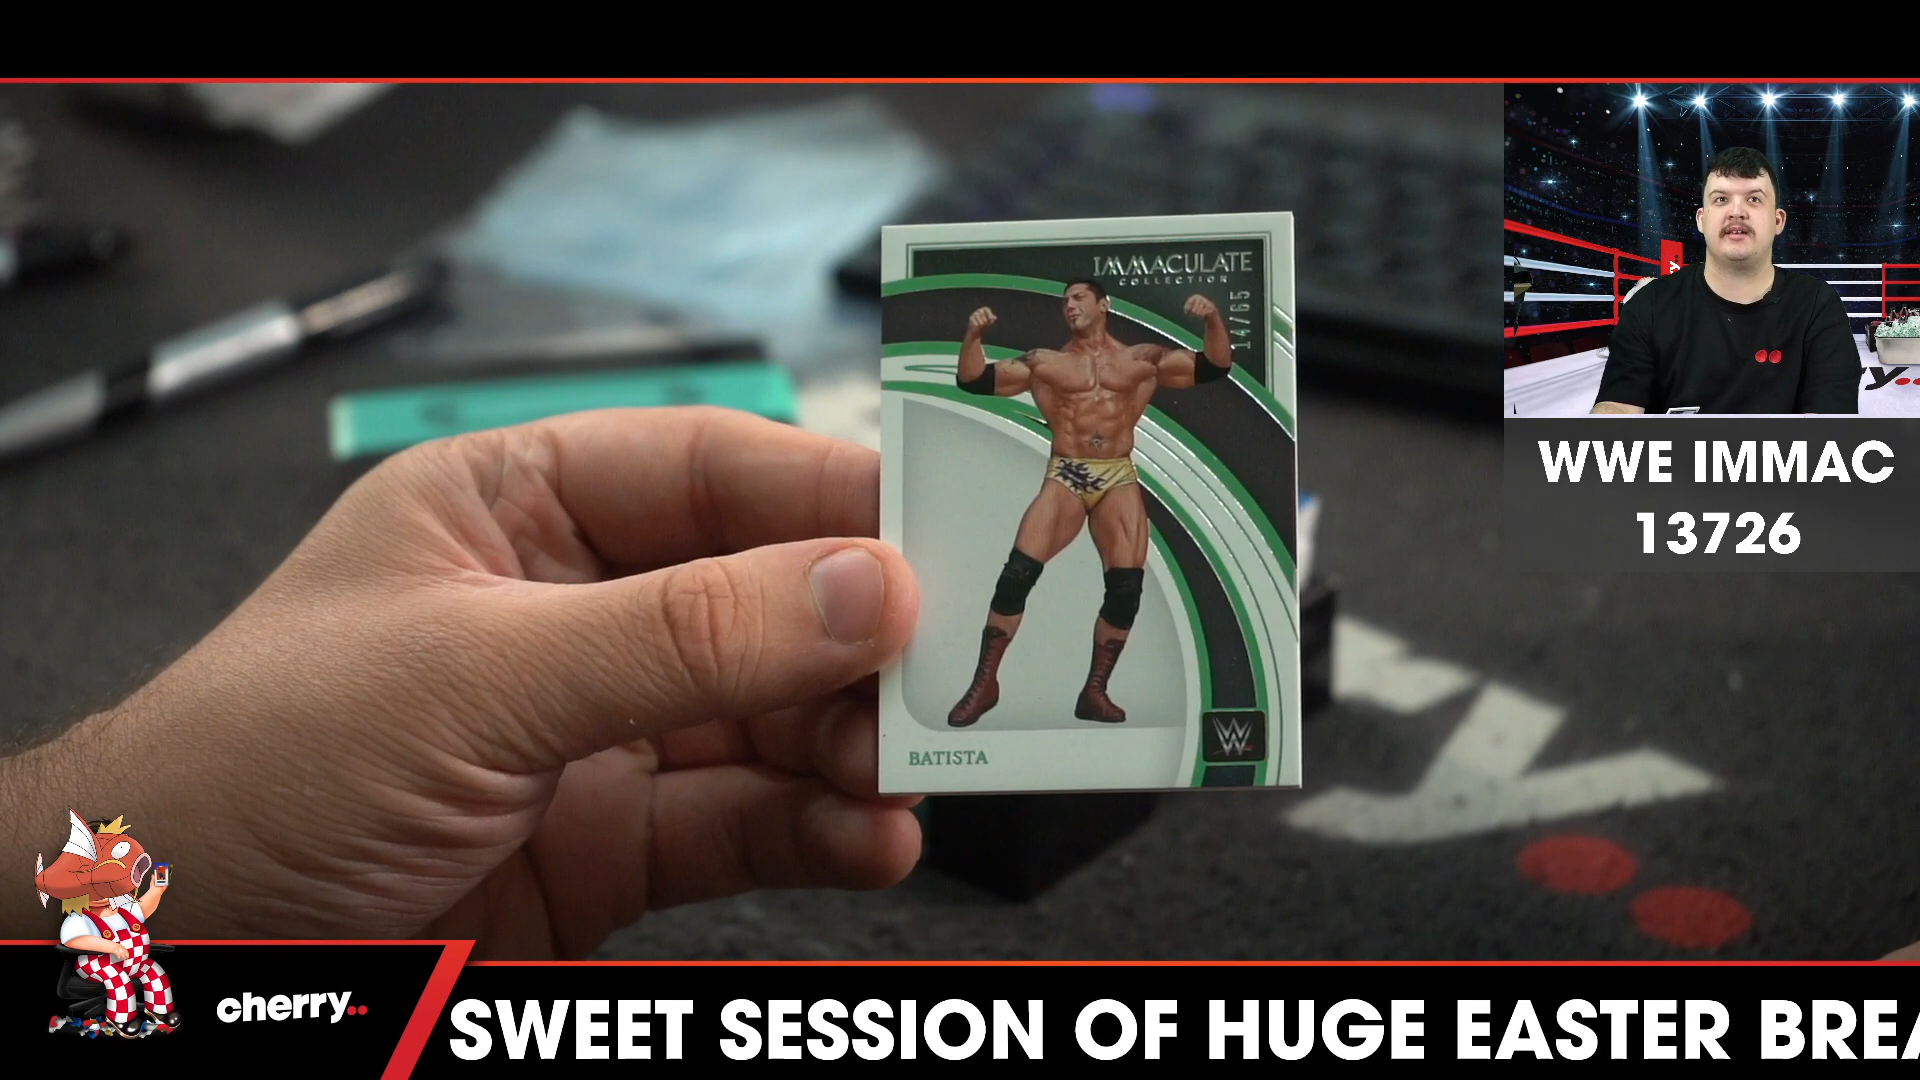 IMMACULATE
COLLECTION
14/65
BATISTA
W
WWE IMMAC
13726
cherry..
SWEET SESSION OF HUGE EASTER BREA
y..